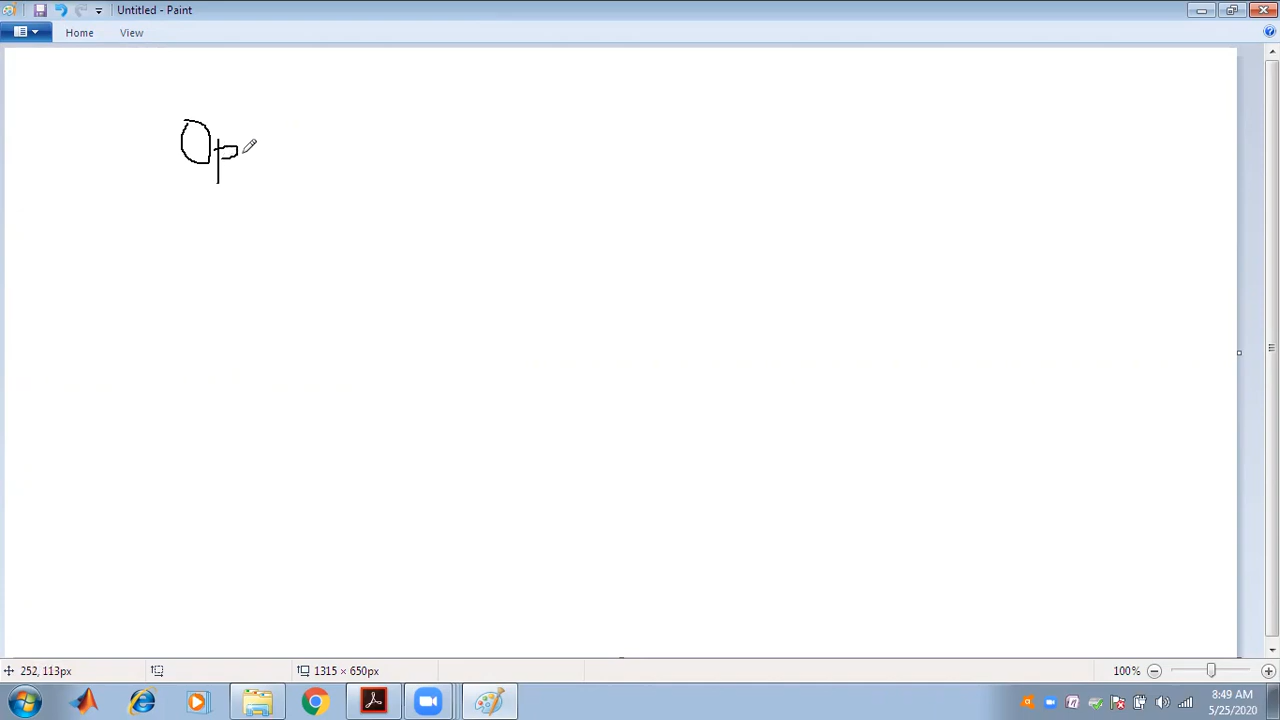 Untitled - Paint
Home View
Op
252, 113px
1315 × 650px
100%
8:49 AM
5/25/2020